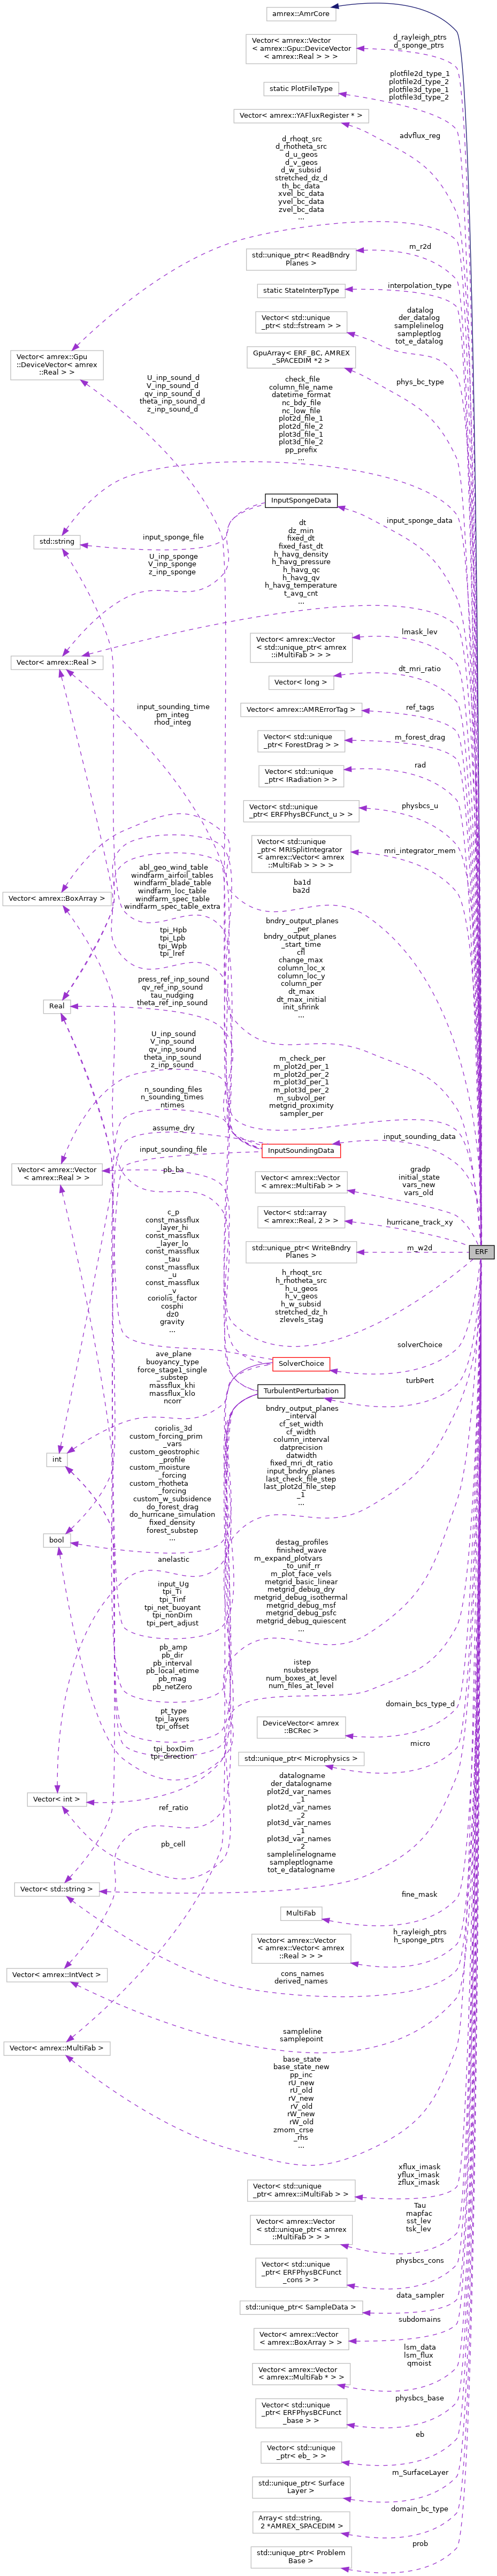 amrex::AmrCore
d_rayleigh_ptrs
d_sponge_ptrs
Vector< amrex::Vector
< amrex::Gpu::DeviceVector
< amrex::Real > > >
plotfile2d_type_1
plotfile2d_type_2
plotfile3d_type_1
plotfile3d_type_2
static PlotFileType
Vector< amrex::YAFluxRegister * >
advflux_reg
d_rhoqt_src
d_rhotheta_src
d_u_geos
d_v_geos
d_w_subsid
stretched_dz_d
th_bc_data
xvel_bc_data
yvel_bc_data
zvel_bc_data
...
m_r2d
std::unique_ptr< ReadBndry
Planes >
interpolation_type
static StateInterpType
datalog
der_datalog
samplelinelog
sampleptlog
tot_e_datalog
Vector< std::unique
_ptr< std::fstream > >
GpuArray< ERF_BC, AMREX
_SPACEDIM *2 >
phys_bc_type
Vector< amrex::Gpu
::DeviceVector< amrex
::Real > >
U_inp_sound_d
V_inp_sound_d
qv_inp_sound_d
theta_inp_sound_d
z_inp_sound_d
check_file
column_file_name
datetime_format
nc_bdy_file
nc_low_file
plot2d_file_1
plot2d_file_2
plot3d_file_1
plot3d_file_2
pp_prefix
...
InputSpongeData
input_sponge_data
std::string
input_sponge_file
U_inp_sponge
V_inp_sponge
z_inp_sponge
dt
dz_min
fixed_dt
fixed_fast_dt
h_havg_density
h_havg_pressure
h_havg_qc
h_havg_qv
h_havg_temperature
t_avg_cnt
...
Vector< amrex::Real >
lmask_lev
Vector< amrex::Vector
< std::unique_ptr< amrex
::iMultiFab > > >
dt_mri_ratio
Vector< long >
input_sounding_time
pm_integ
rhod_integ
Vector< amrex::AMRErrorTag >
ref_tags
Vector< std::unique
_ptr< ForestDrag > >
m_forest_drag
Vector< std::unique
_ptr< IRadiation > >
rad
Vector< std::unique
_ptr< ERFPhysBCFunct_u > >
physbcs_u
Vector< std::unique
_ptr< MRISplitIntegrator
< amrex::Vector< amrex
::MultiFab > > > >
mri_integrator_mem
Vector< amrex::BoxArray >
abl_geo_wind_table
windfarm_airfoil_tables
windfarm_blade_table
windfarm_loc_table
windfarm_spec_table
windfarm_spec_table_extra
ba1d
ba2d
tpi_Hpb
tpi_Lpb
tpi_Wpb
tpi_lref
bndry_output_planes
_per
bndry_output_planes
_start_time
cfl
change_max
column_loc_x
column_loc_y
column_per
dt_max
dt_max_initial
init_shrink
...
Real
press_ref_inp_sound
qv_ref_inp_sound
tau_nudging
theta_ref_inp_sound
U_inp_sound
V_inp_sound
qv_inp_sound
theta_inp_sound
z_inp_sound
m_check_per
m_plot2d_per_1
m_plot2d_per_2
m_plot3d_per_1
m_plot3d_per_2
m_subvol_per
metgrid_proximity
sampler_per
n_sounding_files
n_sounding_times
ntimes
assume_dry
input_sounding_file
InputSoundingData
input_sounding_data
Vector< amrex::Vector
< amrex::Real > >
pb_ba
Vector< amrex::Vector
< amrex::MultiFab > >
gradp
initial_state
vars_new
vars_old
Vector< std::array
< amrex::Real, 2 > >
hurricane_track_xy
std::unique_ptr< WriteBndry
Planes >
m_w2d
ERF
c_p
const_massflux
_layer_hi
const_massflux
_layer_lo
const_massflux
_tau
const_massflux
_u
const_massflux
_v
coriolis_factor
cosphi
dz0
gravity
...
h_rhoqt_src
h_rhotheta_src
h_u_geos
h_v_geos
h_w_subsid
stretched_dz_h
zlevels_stag
SolverChoice
solverChoice
TurbulentPerturbation
turbPert
ave_plane
buoyancy_type
force_stage1_single
_substep
massflux_khi
massflux_klo
ncorr
int
bndry_output_planes
_interval
cf_set_width
cf_width
column_interval
datprecision
datwidth
fixed_mri_dt_ratio
input_bndry_planes
last_check_file_step
last_plot2d_file_step
_1
...
coriolis_3d
custom_forcing_prim
_vars
custom_geostrophic
_profile
custom_moisture
_forcing
custom_rhotheta
_forcing
custom_w_subsidence
do_forest_drag
do_hurricane_simulation
fixed_density
forest_substep
...
bool
anelastic
input_Ug
tpi_Ti
tpi_Tinf
tpi_net_buoyant
tpi_nonDim
tpi_pert_adjust
destag_profiles
finished_wave
m_expand_plotvars
_to_unif_rr
m_plot_face_vels
metgrid_basic_linear
metgrid_debug_dry
metgrid_debug_isothermal
metgrid_debug_msf
metgrid_debug_psfc
metgrid_debug_quiescent
...
pb_amp
pb_dir
pb_interval
pb_local_etime
pb_mag
pb_netZero
istep
nsubsteps
num_boxes_at_level
num_files_at_level
pt_type
tpi_layers
tpi_offset
domain_bcs_type_d
DeviceVector< amrex
::BCRec >
tpi_boxDim
tpi_direction
micro
std::unique_ptr< Microphysics >
Vector< int >
ref_ratio
datalogname
der_datalogname
plot2d_var_names
_1
plot2d_var_names
_2
plot3d_var_names
_1
plot3d_var_names
_2
samplelinelogname
sampleptlogname
tot_e_datalogname
pb_cell
Vector< std::string >
MultiFab
fine_mask
Vector< amrex::Vector
< amrex::Vector< amrex
::Real > > >
h_rayleigh_ptrs
h_sponge_ptrs
Vector< amrex::IntVect >
cons_names
derived_names
sampleline
samplepoint
Vector< amrex::MultiFab >
base_state
base_state_new
pp_inc
rU_new
rU_old
rV_new
rV_old
rW_new
rW_old
zmom_crse
_rhs
...
xflux_imask
yflux_imask
zflux_imask
Vector< std::unique
_ptr< amrex::iMultiFab > >
Tau
mapfac
sst_lev
tsk_lev
Vector< amrex::Vector
< std::unique_ptr< amrex
::MultiFab > > >
physbcs_cons
Vector< std::unique
_ptr< ERFPhysBCFunct
_cons > >
data_sampler
std::unique_ptr< SampleData >
subdomains
Vector< amrex::Vector
< amrex::BoxArray > >
lsm_data
lsm_flux
qmoist
Vector< amrex::Vector
< amrex::MultiFab * > >
physbcs_base
Vector< std::unique
_ptr< ERFPhysBCFunct
_base > >
eb
Vector< std::unique
_ptr< eb_ > >
m_SurfaceLayer
std::unique_ptr< Surface
Layer >
domain_bc_type
Array< std::string,
2 *AMREX_SPACEDIM >
prob
std::unique_ptr< Problem
Base >